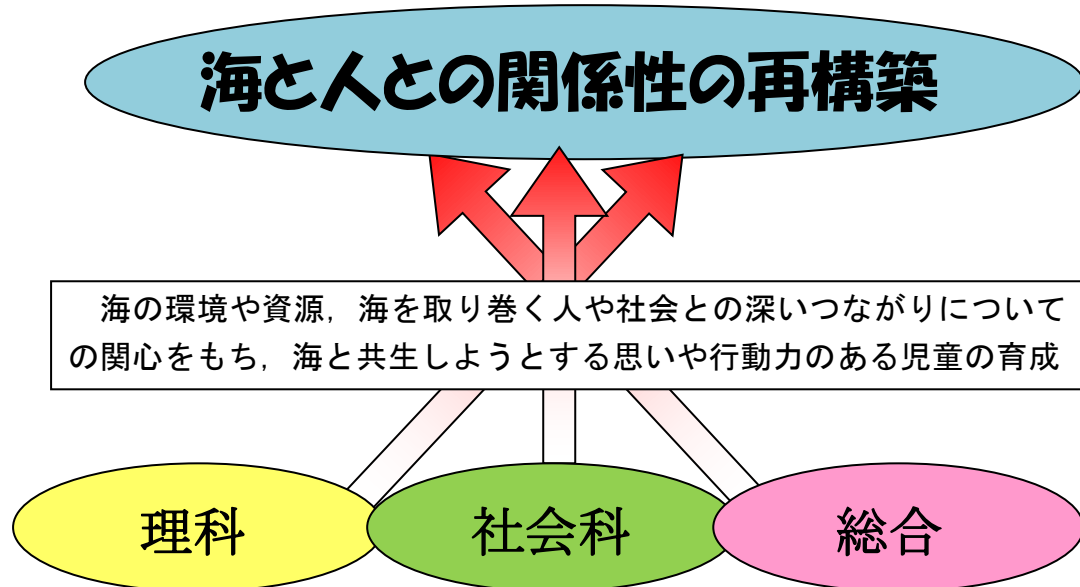 海と人との関係性の再構築
　海の環境や資源，海を取り巻く人や社会との深いつながりについて
の関心をもち，海と共生しようとする思いや行動力のある児童の育成
理科
社会科
総合